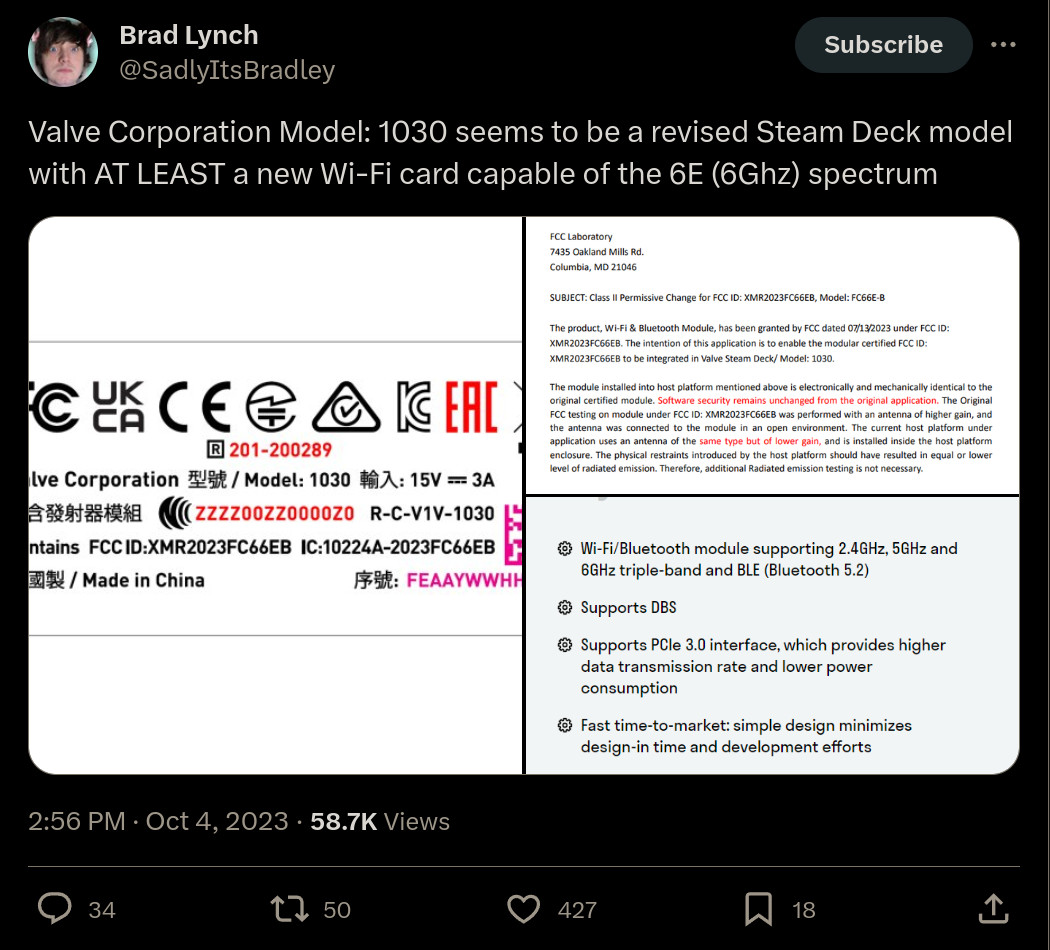 Brad Lynch
@SadlyItsBradley
Subscribe
Valve Corporation Model: 1030 seems to be a revised Steam Deck model
with AT LEAST a new Wi-Fi card capable of the 6E (6Ghz) spectrum
UK
CA
CE
EAC
R 201-200289
lve Corporation 型號 / Model: 1030 輸入: 15V 3A
含發射器模組 ZZZZ00ZZ0000Z0 R-C-V1V-1030
ntains FCC ID:XMR2023FC66EB IC:10224A-2023FC66EB
國製 / Made in China 序號: FEAAYWWHH
FCC Laboratory
7435 Oakland Mills Rd.
Columbia, MD 21046
SUBJECT: Class II Permissive Change for FCC ID: XMR2023FC66EB, Model: FC66E-B
The product, Wi-Fi & Bluetooth Module, has been granted by FCC dated 07/13/2023 under FCC ID:
XMR2023FC66EB. The intention of this application is to enable the modular certified FCC ID:
XMR2023FC66EB to be integrated in Valve Steam Deck/ Model: 1030.
The module installed into host platform mentioned above is electronically and mechanically identical to the
original certified module. Software security remains unchanged from the original application. The Original
FCC testing on module under FCC ID: XMR2023FC66EB was performed with an antenna of higher gain, and
the antenna was connected to the module in an open environment. The current host platform under
application uses an antenna of the same type but of lower gain, and is installed inside the host platform
enclosure. The physical restraints introduced by the host platform should have resulted in equal or lower
level of radiated emission. Therefore, additional Radiated emission testing is not necessary.
Wi-Fi/Bluetooth module supporting 2.4GHz, 5GHz and
6GHz triple-band and BLE (Bluetooth 5.2)
Supports DBS
Supports PCIe 3.0 interface, which provides higher
data transmission rate and lower power
consumption
Fast time-to-market: simple design minimizes
design-in time and development efforts
2:56 PM · Oct 4, 2023 · 58.7K Views
34
50
427
18